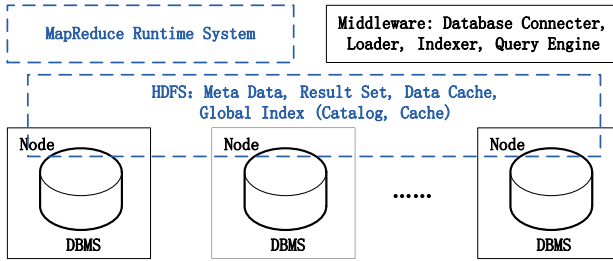 MapReduce Runtime System
Middleware: Database Connecter,
Loader, Indexer, Query Engine
HDFS: Meta Data, Result Set, Data Cache,
Global Index (Catalog, Cache)
Node
Node
Node
......
DBMS
DBMS
DBMS